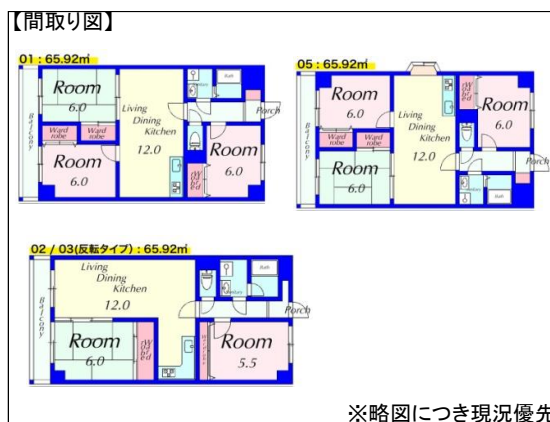 【間取り図】
01 : 65.92㎡
Room
6.0
Ward
robe
Ward
robe
Room
6.0
Living
Dining
Kitchen
12.0
Bath
Room
6.0
Porch
Balcony
05 : 65.92㎡
Room
6.0
Ward
robe
Ward
robe
Room
6.0
Living
Dining
Kitchen
12.0
Room
6.0
Porch
Bath
Balcony
02 / 03(反転タイプ) : 65.92㎡
Living
Dining
Kitchen
12.0
Room
6.0
Bath
Porch
Room
5.5
Balcony
※略図につき現況優先